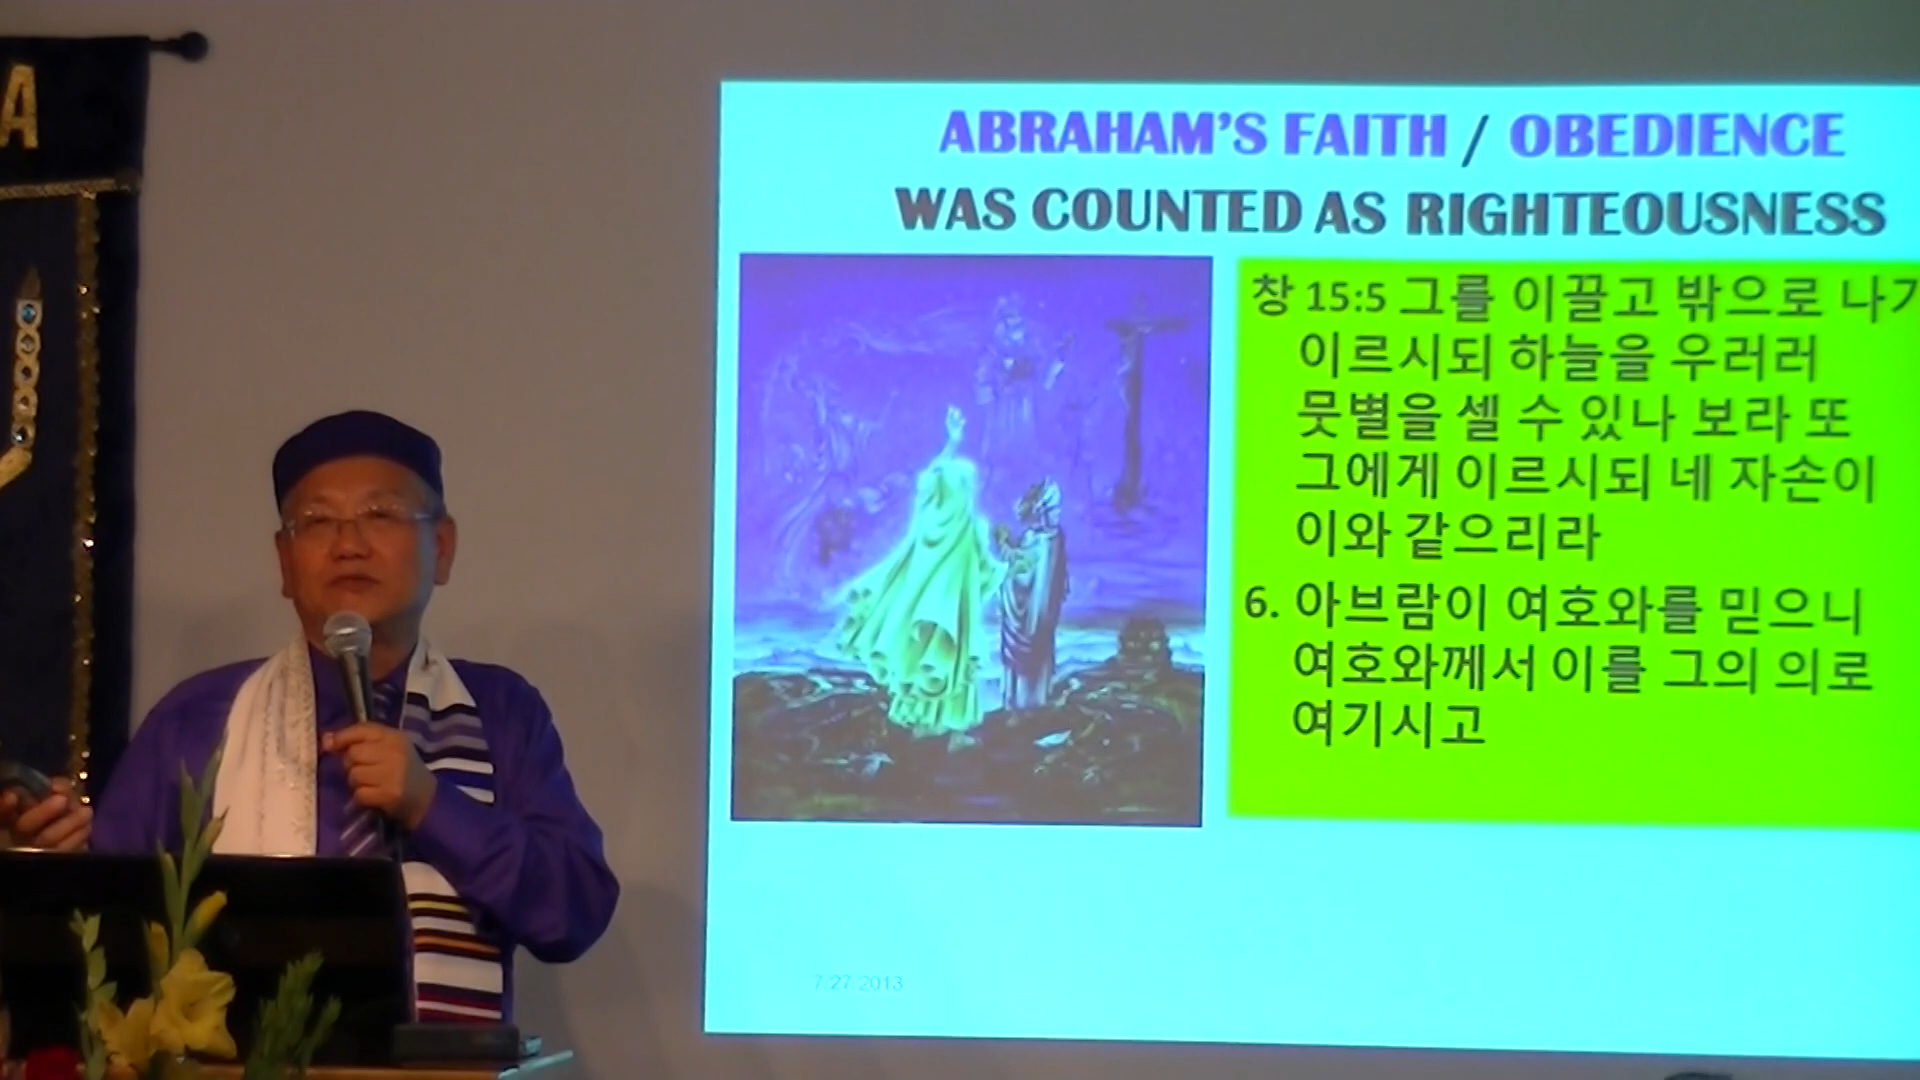 A
ABRAHAM'S FAITH / OBEDIENCE
WAS COUNTED AS RIGHTEOUSNESS
창 15:5 그를 이끌고 밖으로 나가
이르시되 하늘을 우러러
뭇별을 셀 수 있나 보라 또
그에게 이르시되 네 자손이
이와 같으리라
6. 아브람이 여호와를 믿으니
여호와께서 이를 그의 의로
여기시고
7/27/2013